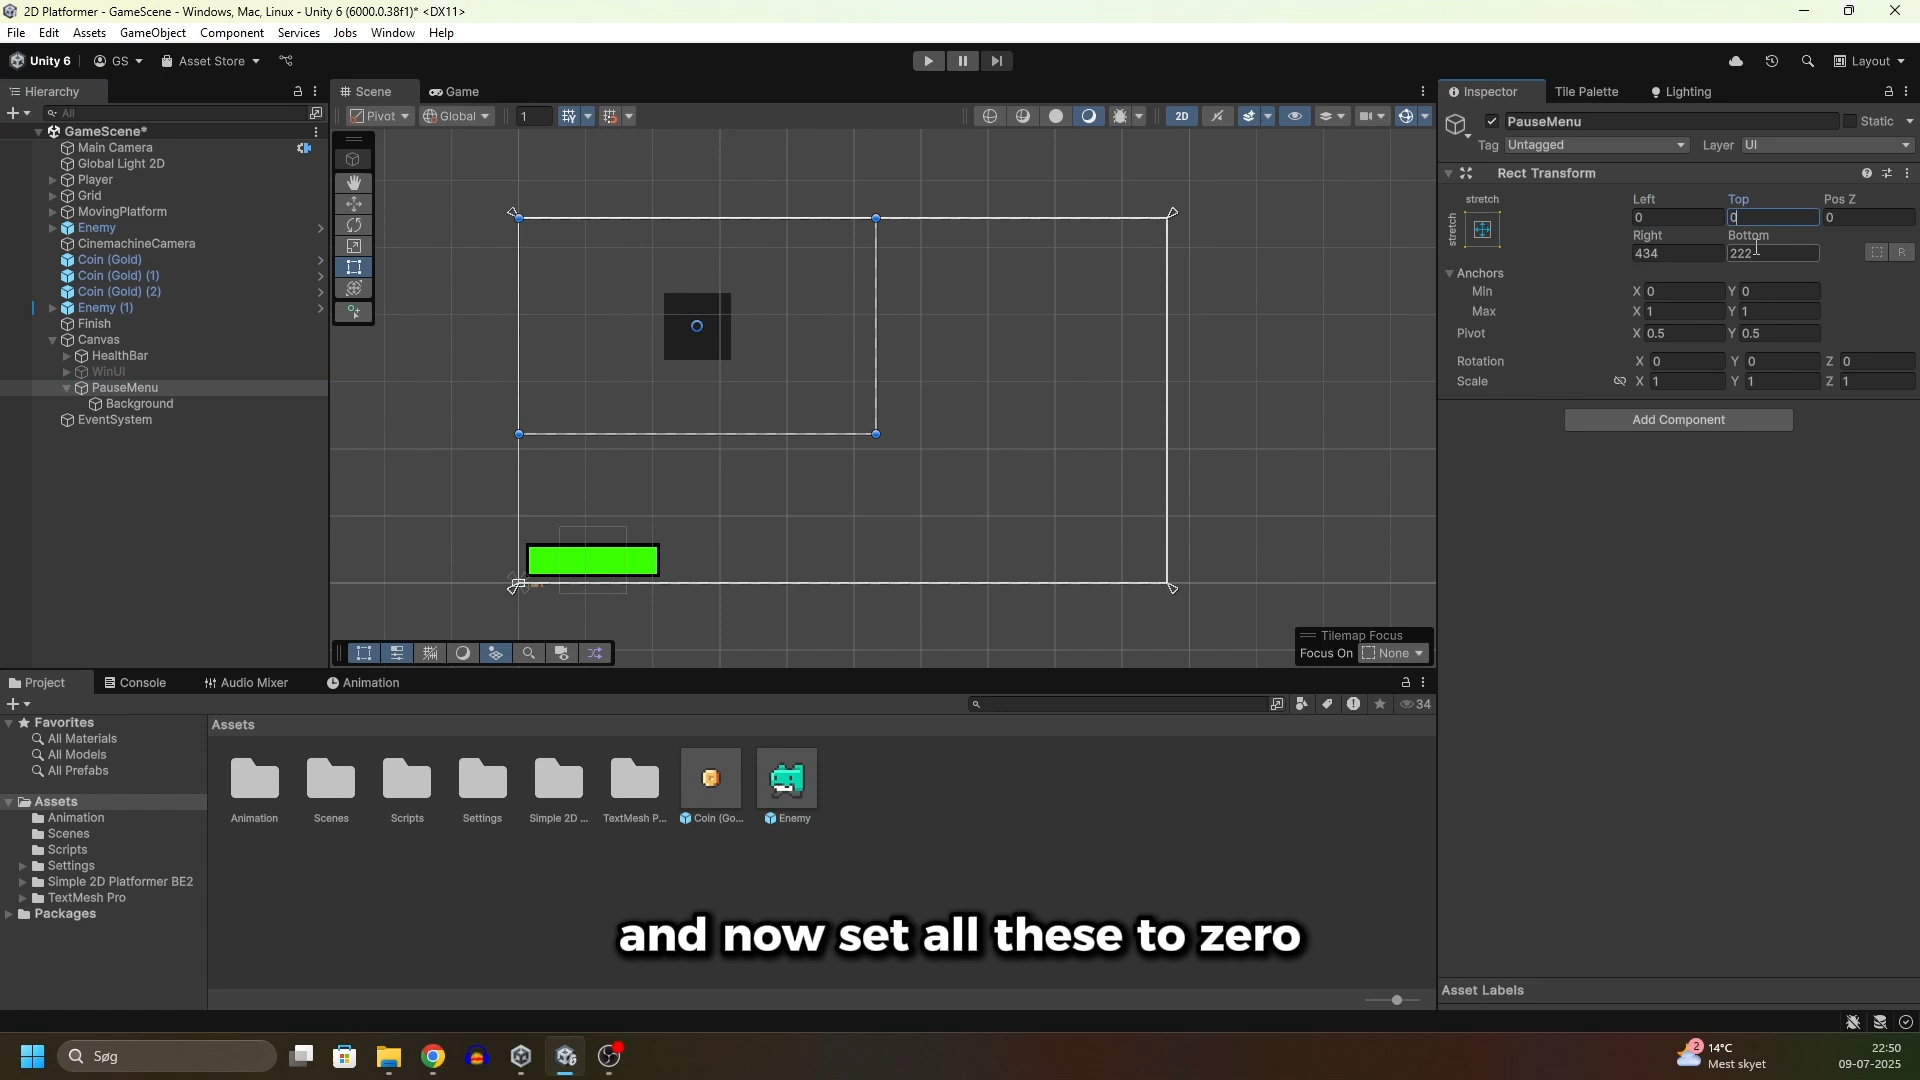 2D Platformer - GameScene - Windows, Mac, Linux - Unity 6 (6000.0.38f1)* <DX11>
File Edit Assets GameObject Component Services Jobs Window Help
Unity 6 GS Asset Store Layout
Hierarchy
All
GameScene*
Main Camera
Global Light 2D
Player
Grid
MovingPlatform
Enemy
CinemachineCamera
Coin (Gold)
Coin (Gold) (1)
Coin (Gold) (2)
Enemy (1)
Finish
Canvas
HealthBar
WinUI
PauseMenu
Background
EventSystem
Scene Game
Pivot Global 1 2D
Tilemap Focus
Focus On None
Inspector Tile Palette Lighting
PauseMenu Static
Tag Untagged Layer UI
Rect Transform
stretch Left Top Pos Z
stretch 0 0 0
Right Bottom
434 222 R
Anchors
Min X 0 Y 0
Max X 1 Y 1
Pivot X 0.5 Y 0.5
Rotation X 0 Y 0 Z 0
Scale X 1 Y 1 Z 1
Add Component
Asset Labels
Project Console Audio Mixer Animation
34
Favorites
All Materials
All Models
All Prefabs
Assets
Animation
Scenes
Scripts
Settings
Simple 2D Platformer BE2
TextMesh Pro
Packages
Assets
Animation Scenes Scripts Settings Simple 2D ... TextMesh P... Coin (Go... Enemy
and now set all these to zero
Søg
2
14°C
Mest skyet
22:50
09-07-2025